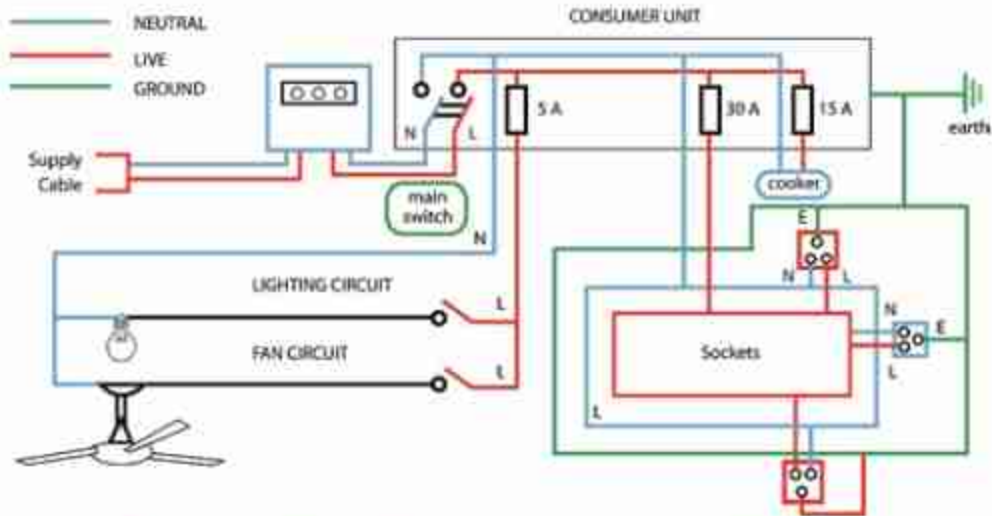 CONSUMER UNIT
NEUTRAL
LIVE
GROUND
5 A
30 A
15 A
N
L
earth
Supply
Cable
cooker
main
switch
E
N
N
L
LIGHTING CIRCUIT
L
N
E
FAN CIRCUIT
Sockets
L
L
L